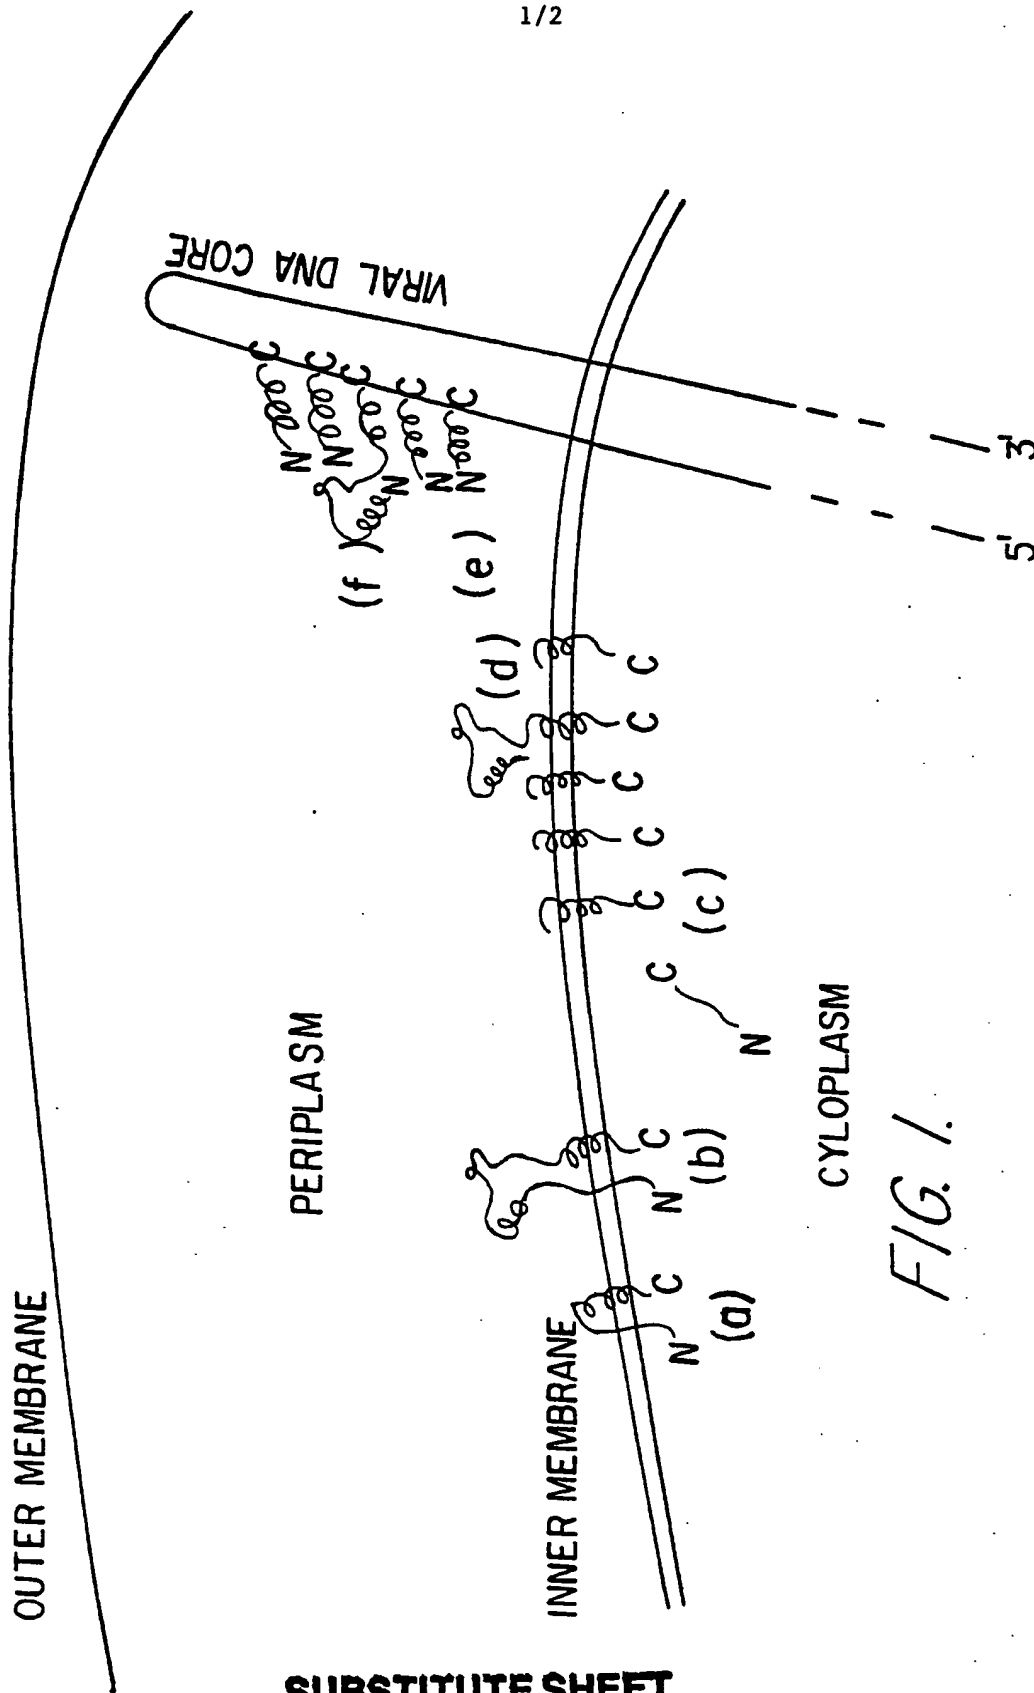 1/2
OUTER MEMBRANE
PERIPLASM
INNER MEMBRANE
CYLOPLASM
VIRAL DNA CORE
C
C
C
C
C
N
N
N
N
N
(f)
(e)
(d)
C
C
C
C
C
(c)
C
N
C
N
(b)
C
N
(a)
5'
3'
FIG. 1.
SUBSTITUTE SHEET